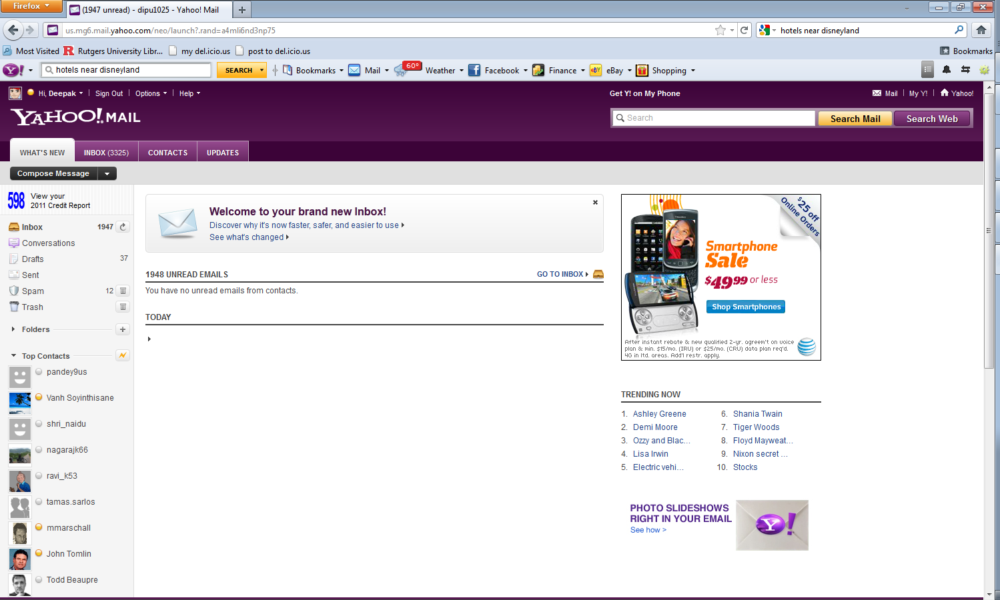 Firefox
(1947 unread) - dipu1025 - Yahoo! Mail
us.mg6.mail.yahoo.com/neo/launch?.rand=a4mli6nd3np75
hotels near disneyland
Most Visited
Rutgers University Libr...
my del.icio.us
post to del.icio.us
Bookmarks
Y!
hotels near disneyland
SEARCH
Bookmarks
Mail
60°
Weather
Facebook
Finance
eBay
Shopping
Hi, Deepak
Sign Out
Options
Help
Get Y! on My Phone
Mail
My Y!
Yahoo!
YAHOO! MAIL
Search
Search Mail
Search Web
WHAT'S NEW
INBOX (3325)
CONTACTS
UPDATES
Compose Message
598
View your
2011 Credit Report
Inbox 1947
Conversations
Drafts 37
Sent
Spam 12
Trash
Folders
Top Contacts
pandey9us
Vanh Soyinthisane
shri_naidu
nagarajk66
ravi_k53
tamas.sarlos
mmarschall
John Tomlin
Todd Beaupre
Welcome to your brand new Inbox!
Discover why it's now faster, safer, and easier to use
See what's changed
1948 UNREAD EMAILS
GO TO INBOX
You have no unread emails from contacts.
TODAY
$25 off
Online Orders
Smartphone
Sale
$49.99 or less
Shop Smartphones
After instant rebate & new qualified 2-yr. agreem't on voice
plan & min. $15/mo. (IRU) or $25/mo. (CRU) data plan req'd.
4G in ltd. areas. Add'l restr. apply.
TRENDING NOW
1. Ashley Greene
2. Demi Moore
3. Ozzy and Blac...
4. Lisa Irwin
5. Electric vehi...
6. Shania Twain
7. Tiger Woods
8. Floyd Mayweat...
9. Nixon secret ...
10. Stocks
PHOTO SLIDESHOWS
RIGHT IN YOUR EMAIL
See how >
Y!